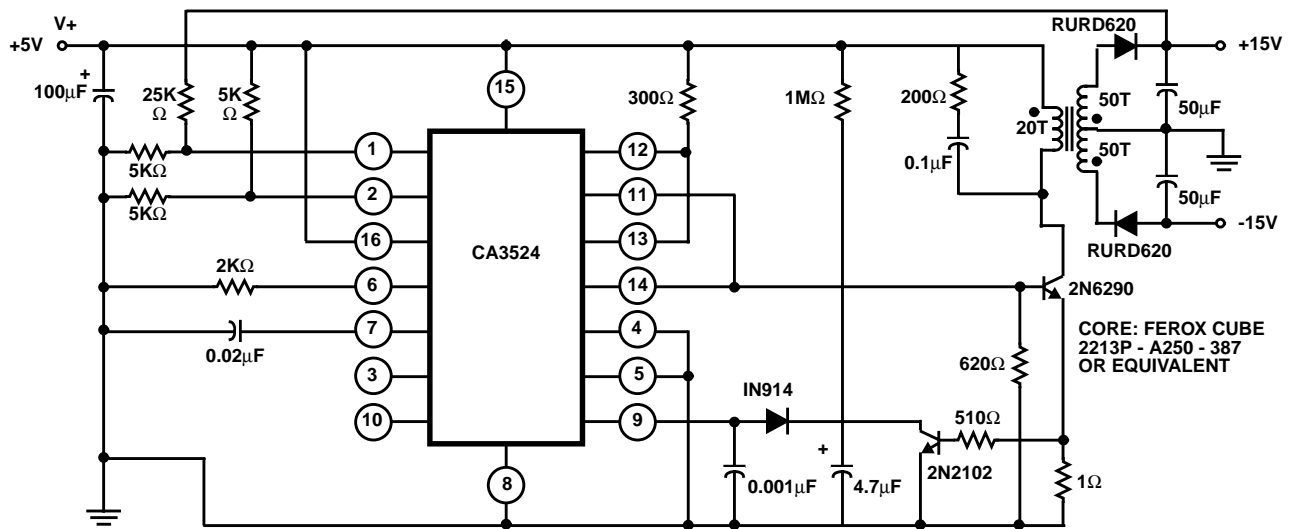 V+
+5V
+
100µF
25K
Ω
5K
Ω
5KΩ
5KΩ
2KΩ
0.02µF
1
2
16
6
7
3
10
15
CA3524
8
12
11
13
14
4
5
9
300Ω
1MΩ
200Ω
0.1µF
20T
50T
50T
RURD620
+15V
50µF
50µF
-15V
RURD620
2N6290
CORE: FEROX CUBE
2213P - A250 - 387
OR EQUIVALENT
620Ω
IN914
510Ω
2N2102
0.001µF
+
4.7µF
1Ω